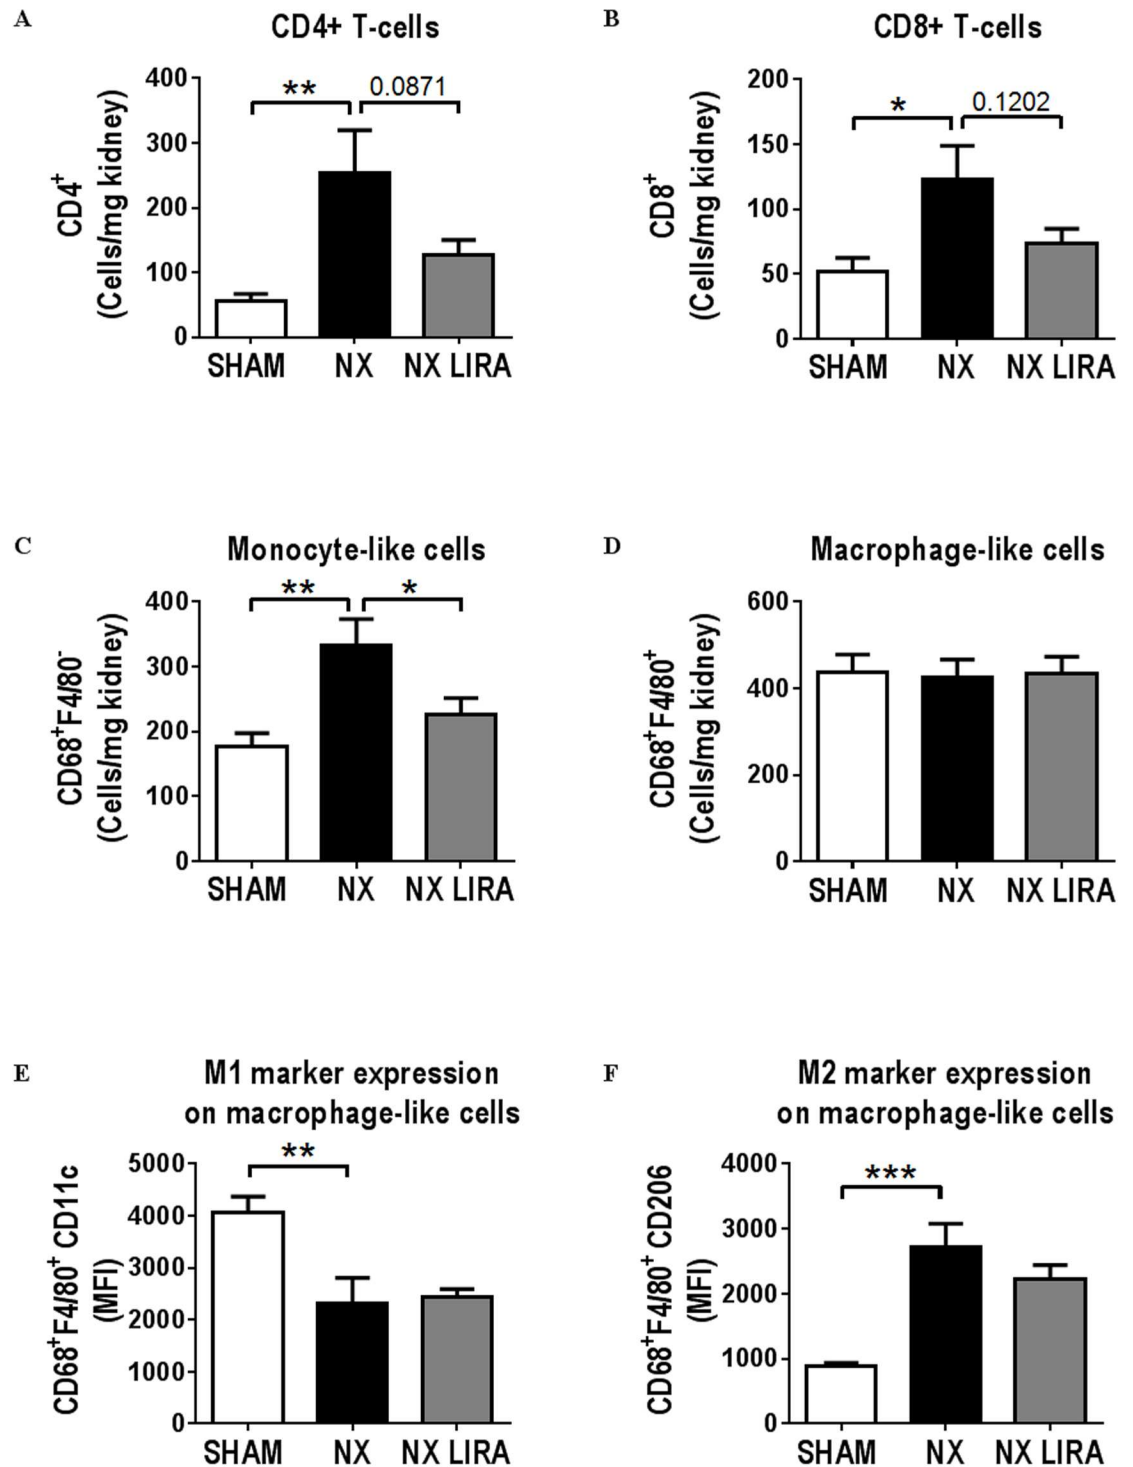 A
CD4+ T-cells
CD4⁺
(Cells/mg kidney)
400
300
200
100
0
**
0.0871
SHAM
NX
NX LIRA
B
CD8+ T-cells
CD8⁺
(Cells/mg kidney)
200
150
100
50
0
*
0.1202
SHAM
NX
NX LIRA
C
Monocyte-like cells
CD68⁺F4/80⁻
(Cells/mg kidney)
400
300
200
100
0
**
*
SHAM
NX
NX LIRA
D
Macrophage-like cells
CD68⁺F4/80⁺
(Cells/mg kidney)
600
400
200
0
SHAM
NX
NX LIRA
E
M1 marker expression
on macrophage-like cells
CD68⁺F4/80⁺ CD11c
(MFI)
5000
4000
3000
2000
1000
0
**
SHAM
NX
NX LIRA
F
M2 marker expression
on macrophage-like cells
CD68⁺F4/80⁺ CD206
(MFI)
4000
3000
2000
1000
0
***
SHAM
NX
NX LIRA